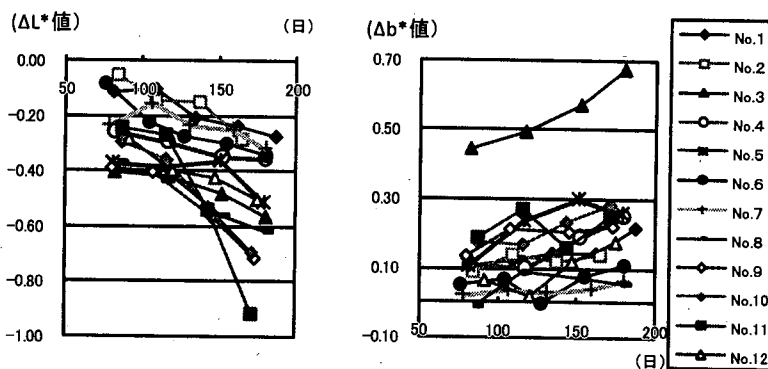 (ΔL*値)
(日)
0.00
-0.20
-0.40
-0.60
-0.80
-1.00
50
100
150
200
(Δb*値)
0.70
0.50
0.30
0.10
-0.10
50
100
150
200
(日)
No.1
No.2
No.3
No.4
No.5
No.6
No.7
No.8
No.9
No.10
No.11
No.12